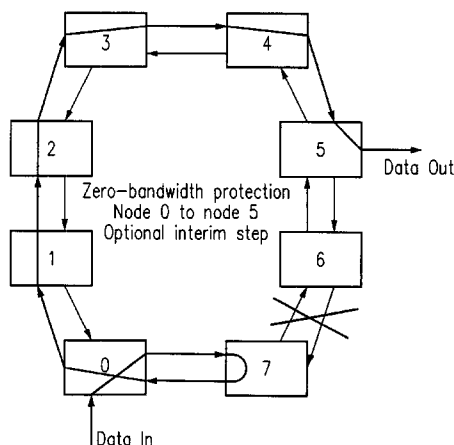 3
4
2
5
Data Out
Zero-bandwidth protection
Node 0 to node 5
Optional interim step
1
6
0
7
Data In